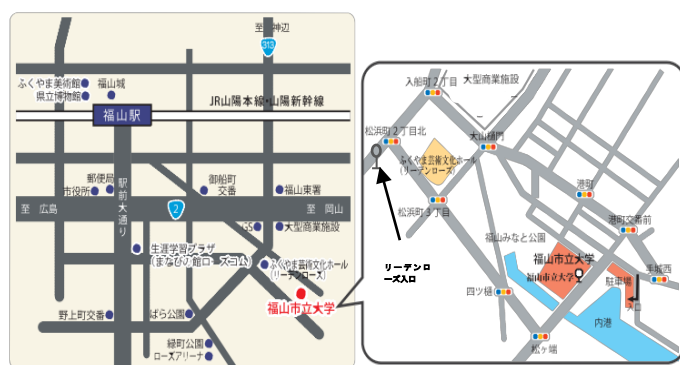 至 神辺
313
ふくやま美術館
県立博物館
福山城
JR山陽本線・山陽新幹線
福山駅
郵便局
市役所
駅前大通り
御船町
交番
福山東署
至 広島
2
至 岡山
GS
大型商業施設
生涯学習プラザ
(まなびの館ローズコム)
ふくやま芸術文化ホール
(リーデンローズ)
福山市立大学
野上町交番
ばら公園
緑町公園
ローズアリーナ
入船町2丁目
大型商業施設
松浜町2丁目北
大山樋門
ふくやま芸術文化ホール
(リーデンローズ)
港町
松浜町3丁目
港町交番前
福山みなと公園
リーデンロ
ーズ入口
福山市立大学
福山市立大学
手城西
駐車場
入口
四ツ樋
内港
松ヶ端